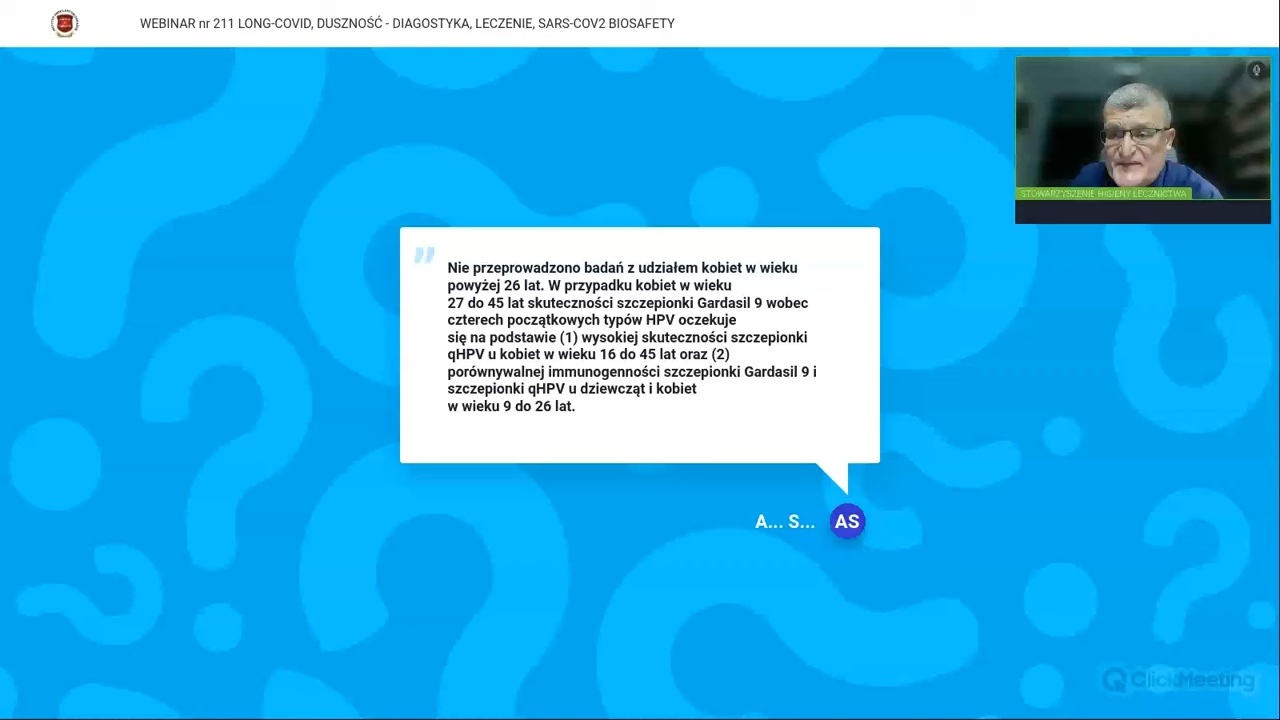 WEBINAR nr 211 LONG-COVID, DUSZNOŚĆ - DIAGOSTYKA, LECZENIE, SARS-COV2 BIOSAFETY
STOWARZYSZENIE HIGIENY LECZNICTWA
Nie przeprowadzono badań z udziałem kobiet w wieku
powyżej 26 lat. W przypadku kobiet w wieku
27 do 45 lat skuteczności szczepionki Gardasil 9 wobec
czterech początkowych typów HPV oczekuje
się na podstawie (1) wysokiej skuteczności szczepionki
qHPV u kobiet w wieku 16 do 45 lat oraz (2)
porównywalnej immunogenności szczepionki Gardasil 9 i
szczepionki qHPV u dziewcząt i kobiet
w wieku 9 do 26 lat.
A... S... AS
ClickMeeting